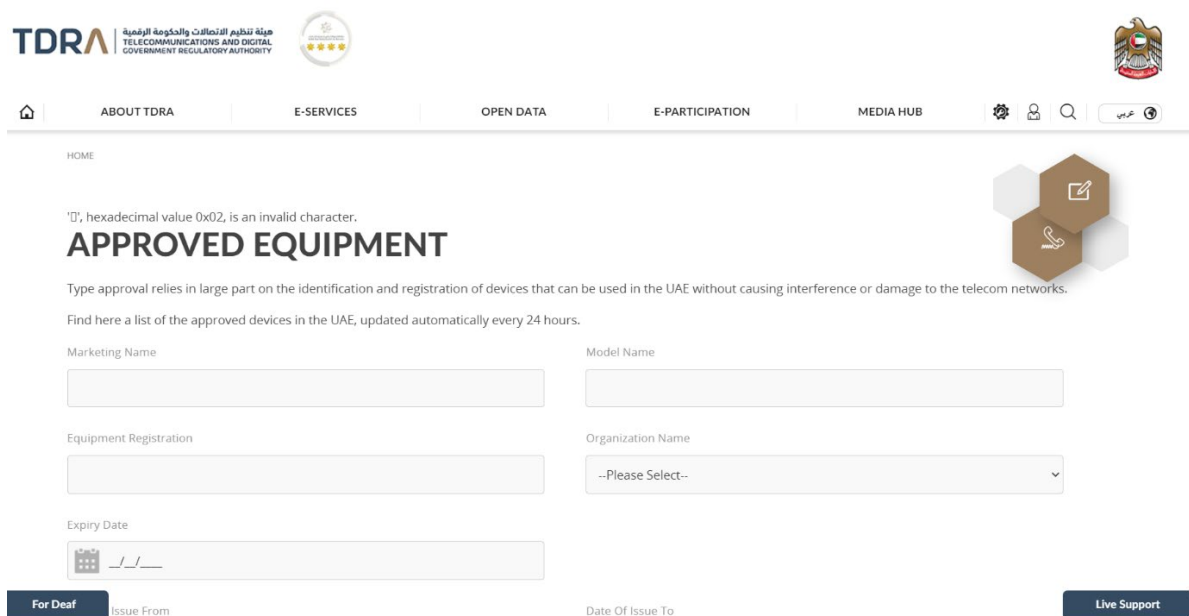 TDRA
هيئة تنظيم الاتصالات والحكومة الرقمية
TELECOMMUNICATIONS AND DIGITAL
GOVERNMENT REGULATORY AUTHORITY
ABOUT TDRA
E-SERVICES
OPEN DATA
E-PARTICIPATION
MEDIA HUB
عربي
HOME
'▯', hexadecimal value 0x02, is an invalid character.
APPROVED EQUIPMENT
Type approval relies in large part on the identification and registration of devices that can be used in the UAE without causing interference or damage to the telecom networks.
Find here a list of the approved devices in the UAE, updated automatically every 24 hours.
Marketing Name
Model Name
Equipment Registration
Organization Name
--Please Select--
Expiry Date
__/__/____
For Deaf
Issue From
Date Of Issue To
Live Support